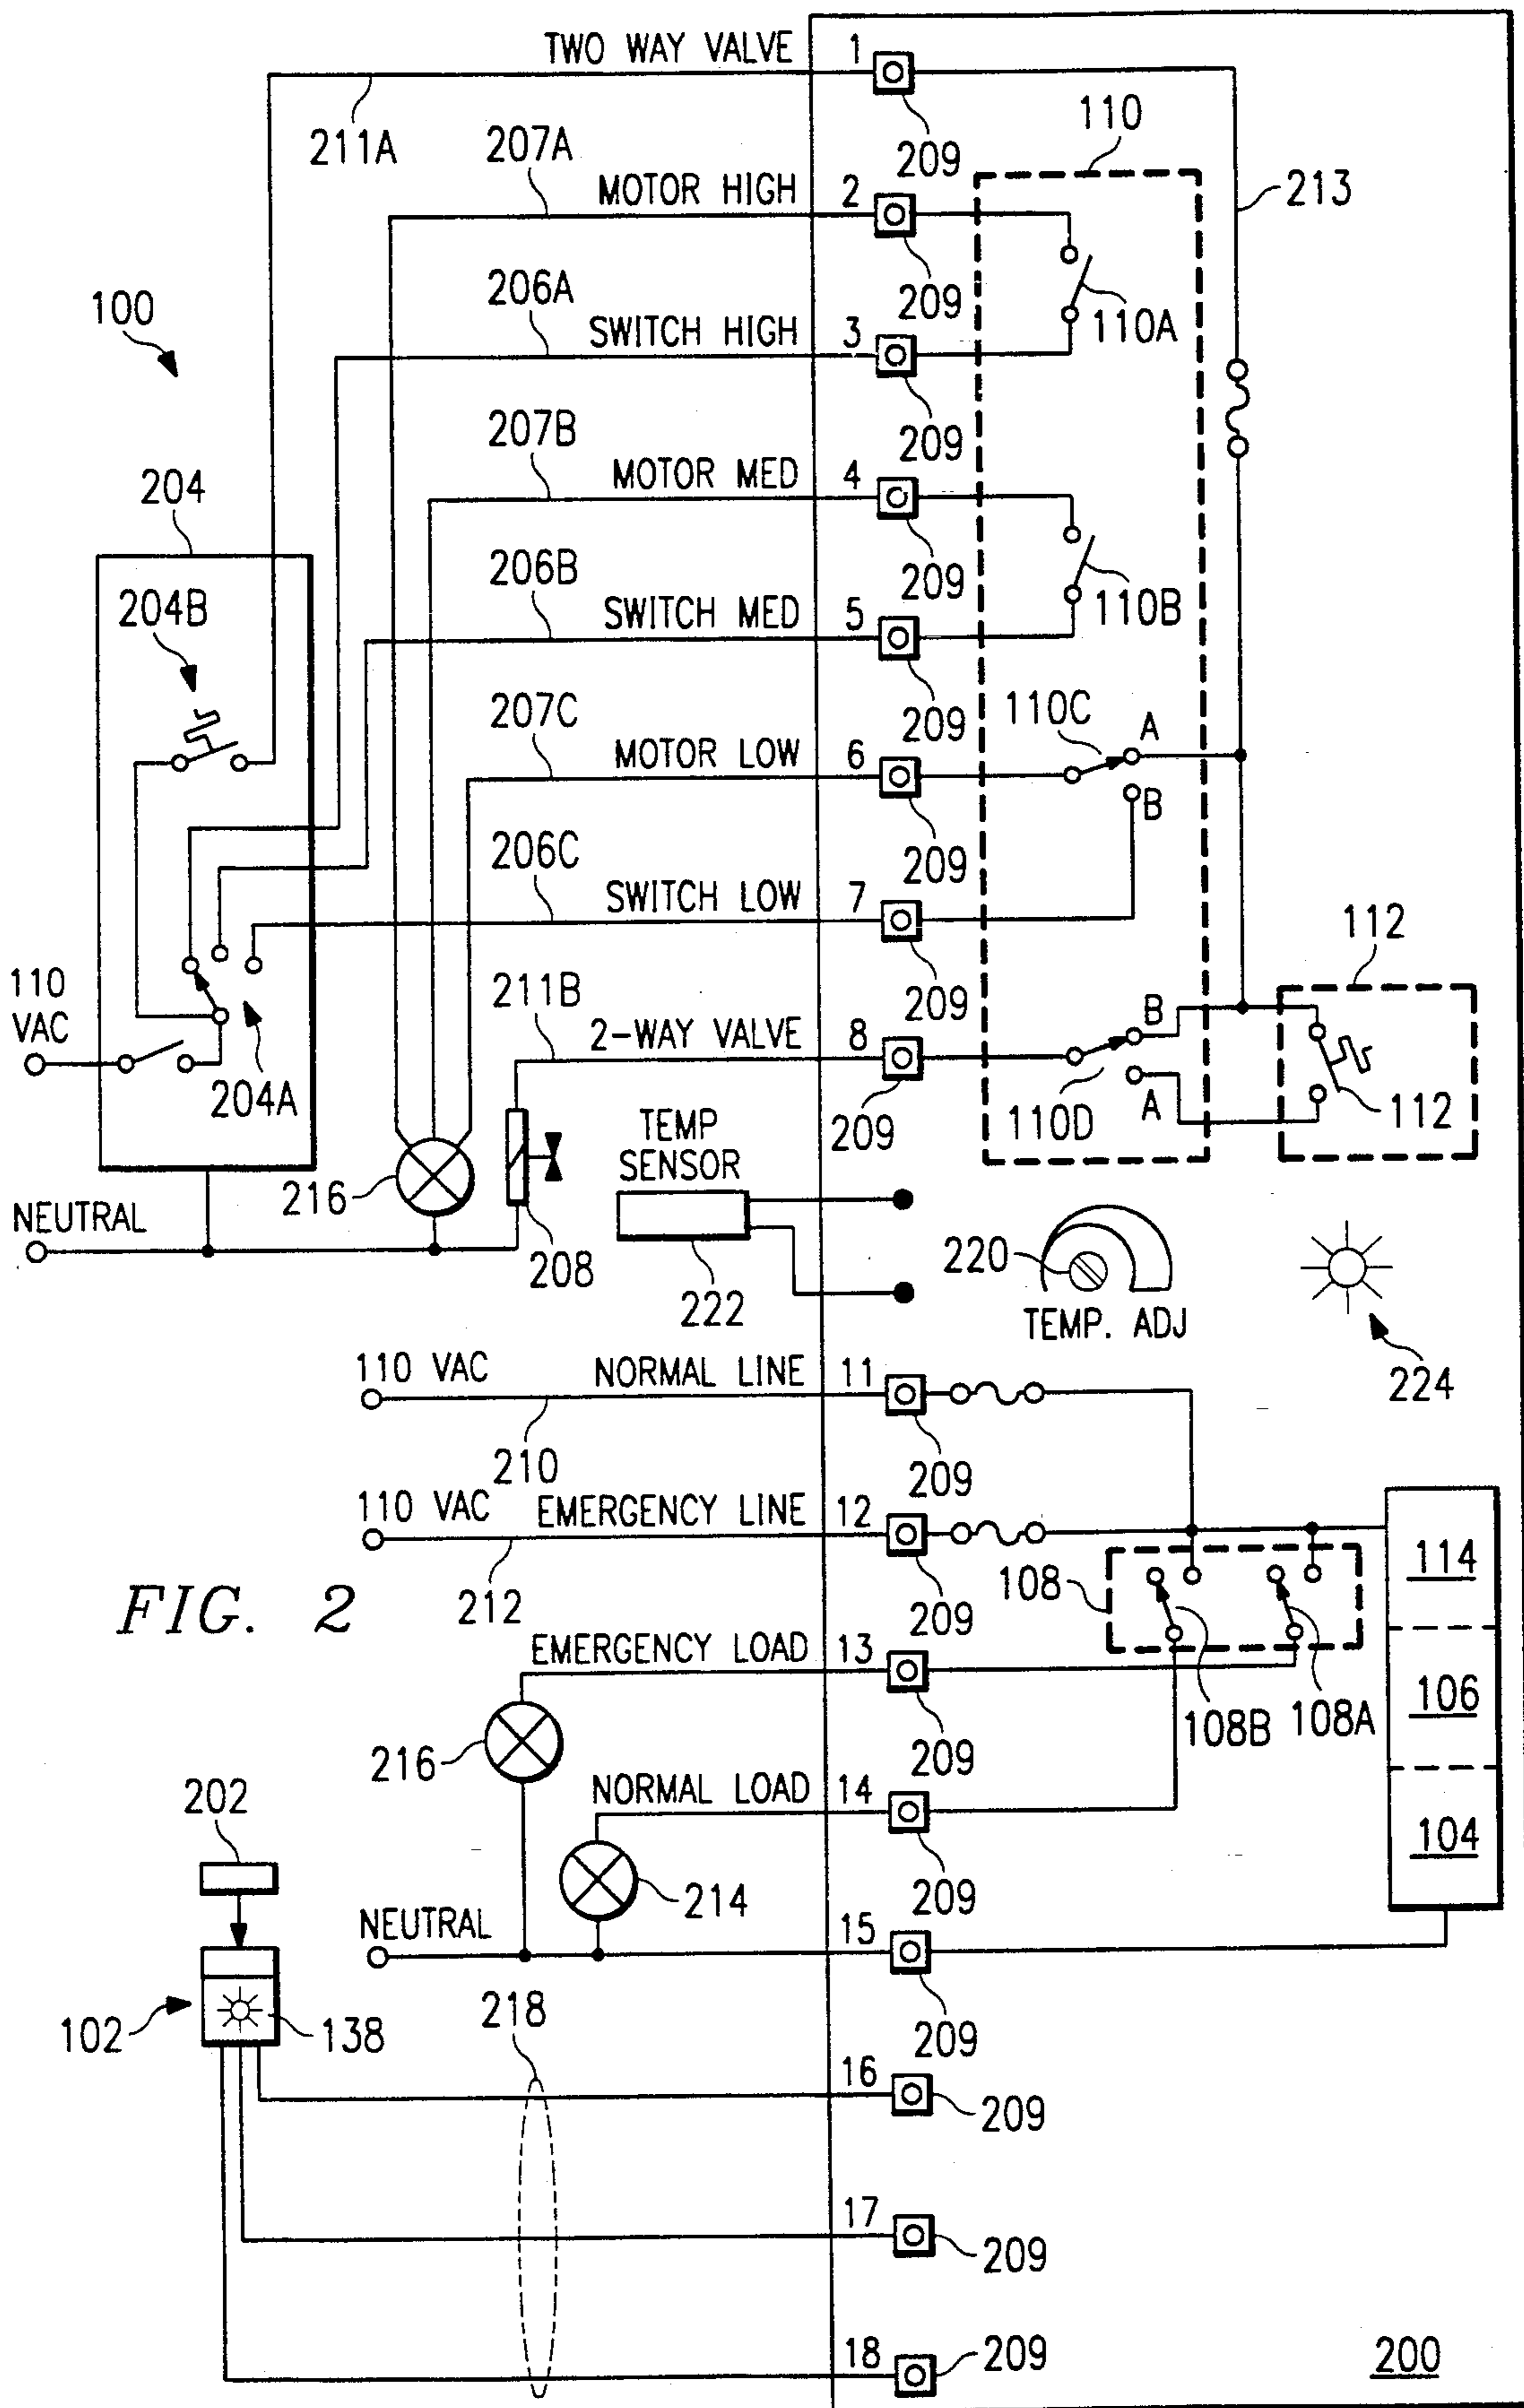 TWO WAY VALVE 1
211A
209
110
207A
MOTOR HIGH 2
213
209
100
206A
SWITCH HIGH 3
110A
209
207B
MOTOR MED 4
204
209
206B
204B
SWITCH MED 5
110B
209
207C
110C
A
MOTOR LOW 6
B
209
206C
SWITCH LOW 7
112
110 VAC
209
211B
B
2-WAY VALVE 8
204A
209
110D
A
112
TEMP SENSOR
216
NEUTRAL
208
222
220
TEMP. ADJ
224
110 VAC NORMAL LINE 11
210
209
110 VAC EMERGENCY LINE 12
212
209
108
114
FIG. 2
EMERGENCY LOAD 13
108B
108A
106
216
209
NORMAL LOAD 14
202
104
214
209
NEUTRAL
15
102
138
218
209
16
209
17
209
18
209
200